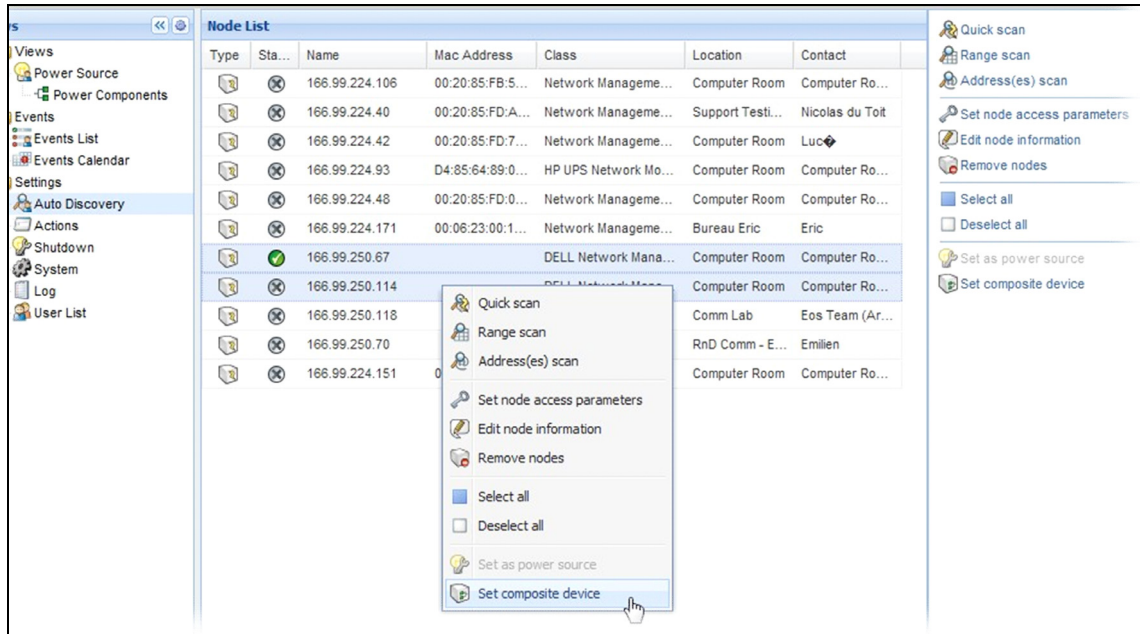 s
Node List
Views
Power Source
Power Components
Events
Events List
Events Calendar
Settings
Auto Discovery
Actions
Shutdown
System
Log
User List
Type Sta... Name Mac Address Class Location Contact
166.99.224.106 00:20:85:FB:5... Network Manageme... Computer Room Computer Ro...
166.99.224.40 00:20:85:FD:A... Network Manageme... Support Testi... Nicolas du Toit
166.99.224.42 00:20:85:FD:7... Network Manageme... Computer Room Luc�
166.99.224.93 D4:85:64:89:0... HP UPS Network Mo... Computer Room Computer Ro...
166.99.224.48 00:20:85:FD:0... Network Manageme... Computer Room Computer Ro...
166.99.224.171 00:06:23:00:1... Network Manageme... Bureau Eric Eric
166.99.250.67 DELL Network Mana... Computer Room Computer Ro...
166.99.250.114 DELL Network Mana... Computer Room Computer Ro...
166.99.250.118 Comm Lab Eos Team (Ar...
166.99.250.70 RnD Comm - E... Emilien
166.99.224.151 0 Computer Room Computer Ro...
Quick scan
Range scan
Address(es) scan
Set node access parameters
Edit node information
Remove nodes
Select all
Deselect all
Set as power source
Set composite device
Quick scan
Range scan
Address(es) scan
Set node access parameters
Edit node information
Remove nodes
Select all
Deselect all
Set as power source
Set composite device